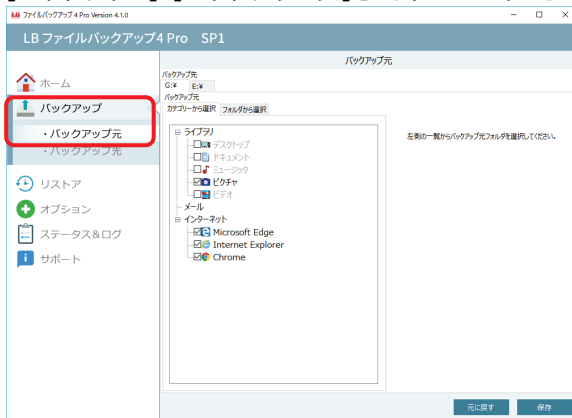 LB ファイルバックアップ 4 Pro Version 4.1.0
LB ファイルバックアップ4 Pro SP1
ホーム
バックアップ
・バックアップ元
・バックアップ先
リストア
オプション
ステータス&ログ
サポート
バックアップ元
バックアップ先
G:¥ E:¥
バックアップ元
カテゴリーから選択 フォルダから選択
ライブラリ
デスクトップ
ドキュメント
ミュージック
ピクチャ
ビデオ
メール
インターネット
Microsoft Edge
Internet Explorer
Chrome
左側の一覧からバックアップ元フォルダを選択してください。
元に戻す 保存